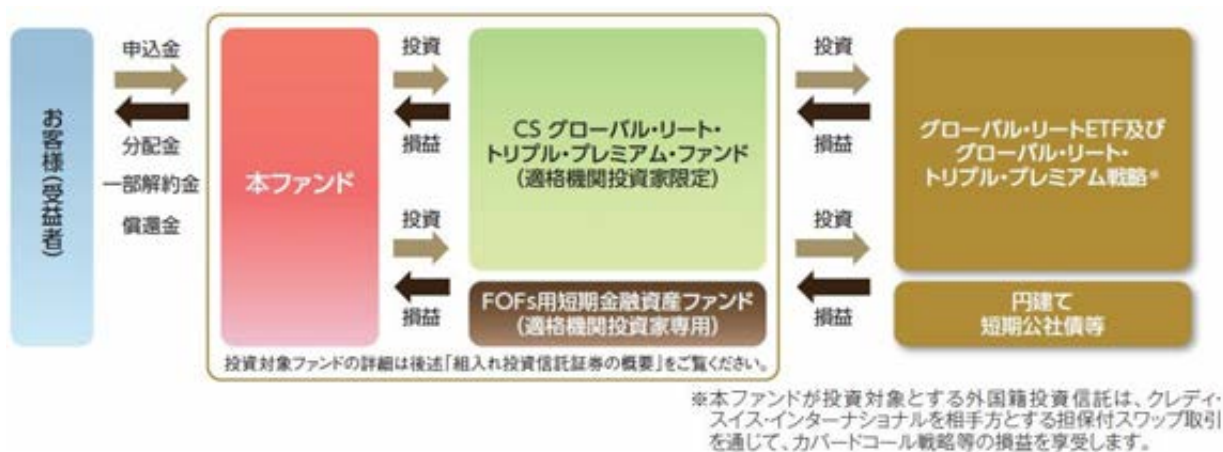 お客様(受益者)
申込金
分配金
一部解約金
償還金
本ファンド
投資
損益
投資
損益
CS グローバル・リート・
トリプル・プレミアム・ファンド
(適格機関投資家限定)
FOFs用短期金融資産ファンド
(適格機関投資家専用)
投資
損益
投資
損益
グローバル・リートETF及び
グローバル・リート・
トリプル・プレミアム戦略※
円建て
短期公社債等
投資対象ファンドの詳細は後述「組入れ投資信託証券の概要」をご覧ください。
※本ファンドが投資対象とする外国籍投資信託は、クレディ・
スイス・インターナショナルを相手方とする担保付スワップ取引
を通じて、カバードコール戦略等の損益を享受します。